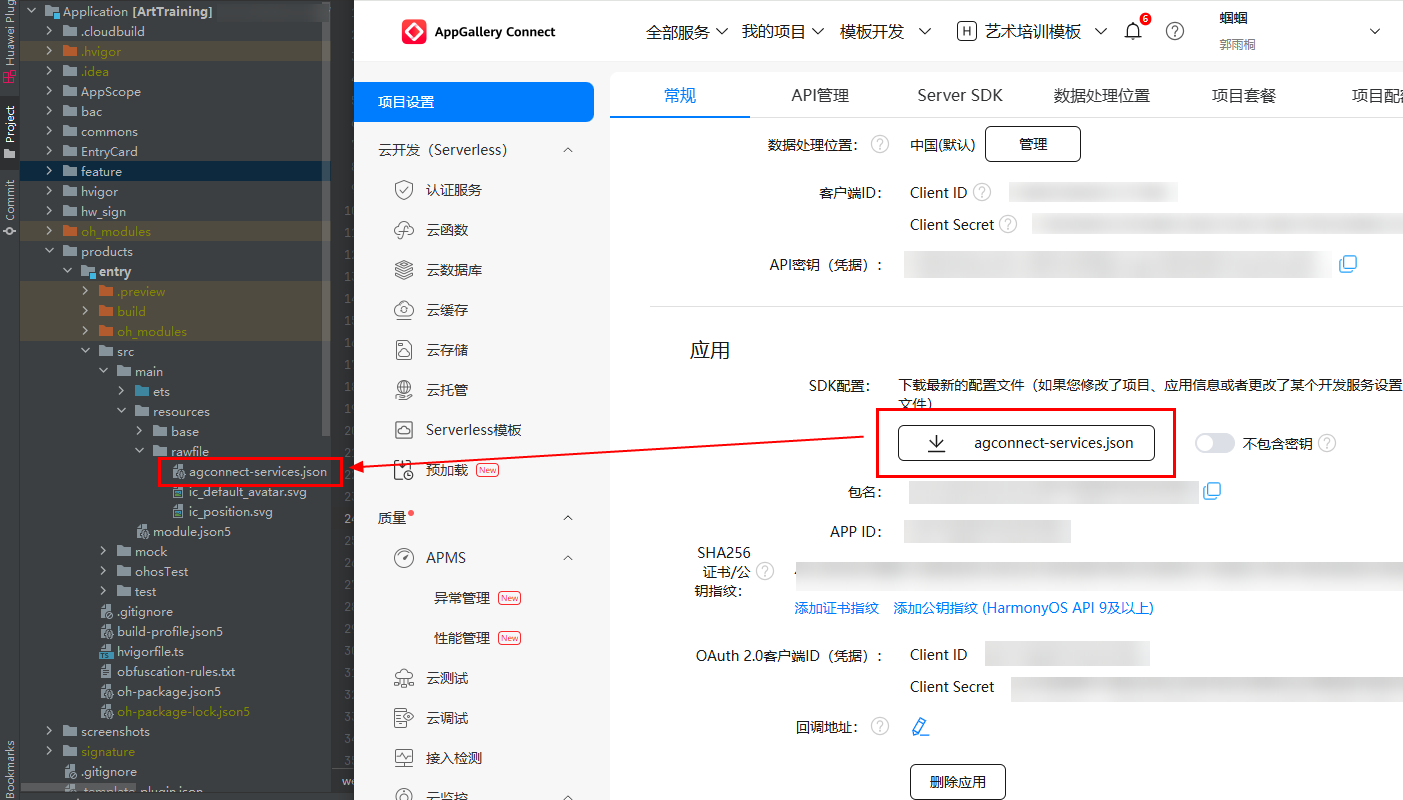 Huawei Plug
Project
Commit
Bookmarks
Application [ArtTraining]
.cloudbuild
.hvigor
.idea
AppScope
bac
commons
EntryCard
feature
hvigor
hw_sign
oh_modules
products
entry
.preview
build
oh_modules
src
main
ets
resources
base
rawfile
agconnect-services.json
ic_default_avatar.svg
ic_position.svg
module.json5
mock
ohosTest
test
.gitignore
build-profile.json5
hvigorfile.ts
obfuscation-rules.txt
oh-package.json5
oh-package-lock.json5
screenshots
signature
.gitignore
.template_plugin.json
AppGallery Connect
全部服务
我的项目
模板开发
H
艺术培训模板
6
蝈蝈
郭雨桐
项目设置
云开发（Serverless）
认证服务
云函数
云数据库
云缓存
云存储
云托管
Serverless模板
预加载 New
质量
APMS
异常管理 New
性能管理 New
云测试
云调试
接入检测
云监控
常规
API管理
Server SDK
数据处理位置
项目套餐
项目配
数据处理位置：
中国(默认)
管理
客户端ID：
Client ID
Client Secret
API密钥（凭据）：
应用
SDK配置：
下载最新的配置文件（如果您修改了项目、应用信息或者更改了某个开发服务设置
文件）
agconnect-services.json
不包含密钥
包名：
APP ID：
SHA256
证书/公
钥指纹：
添加证书指纹 添加公钥指纹 (HarmonyOS API 9及以上)
OAuth 2.0客户端ID（凭据）：
Client ID
Client Secret
回调地址：
删除应用